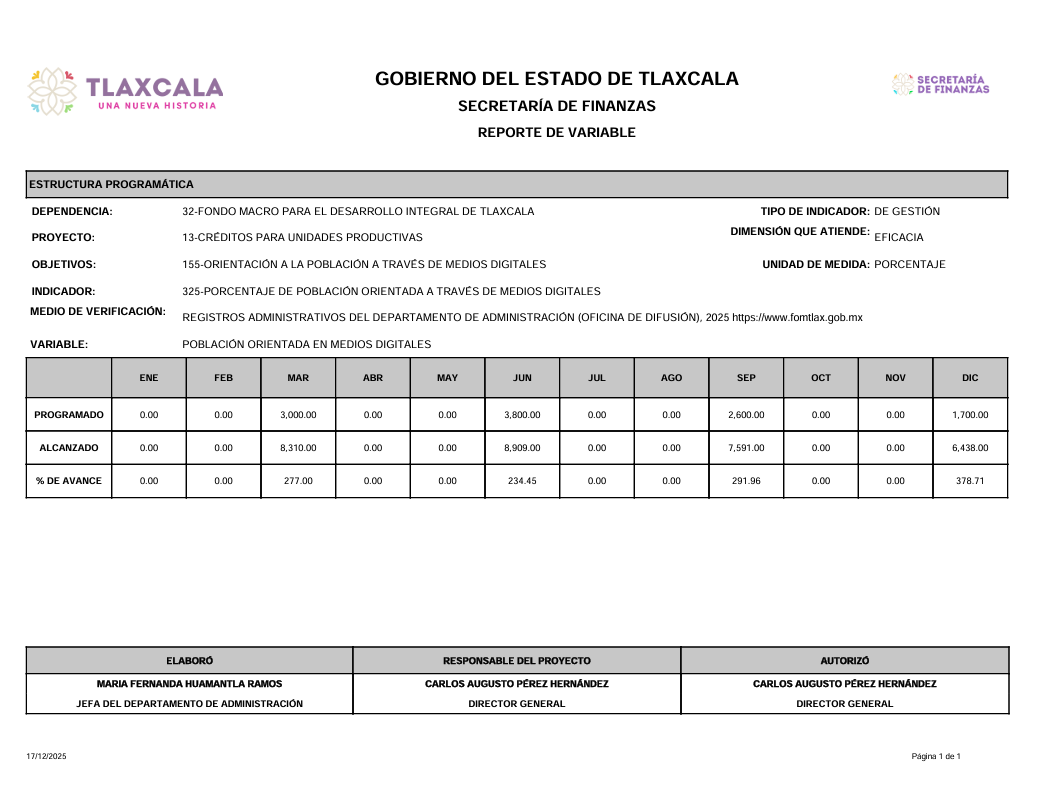 TLAXCALA
UNA NUEVA HISTORIA
GOBIERNO DEL ESTADO DE TLAXCALA
SECRETARÍA DE FINANZAS
REPORTE DE VARIABLE
SECRETARÍA
DE FINANZAS
ESTRUCTURA PROGRAMÁTICA
DEPENDENCIA: 32-FONDO MACRO PARA EL DESARROLLO INTEGRAL DE TLAXCALA TIPO DE INDICADOR: DE GESTIÓN
PROYECTO: 13-CRÉDITOS PARA UNIDADES PRODUCTIVAS DIMENSIÓN QUE ATIENDE: EFICACIA
OBJETIVOS: 155-ORIENTACIÓN A LA POBLACIÓN A TRAVÉS DE MEDIOS DIGITALES UNIDAD DE MEDIDA: PORCENTAJE
INDICADOR: 325-PORCENTAJE DE POBLACIÓN ORIENTADA A TRAVÉS DE MEDIOS DIGITALES
MEDIO DE VERIFICACIÓN: REGISTROS ADMINISTRATIVOS DEL DEPARTAMENTO DE ADMINISTRACIÓN (OFICINA DE DIFUSIÓN), 2025 https://www.fomtlax.gob.mx
VARIABLE: POBLACIÓN ORIENTADA EN MEDIOS DIGITALES
ENE FEB MAR ABR MAY JUN JUL AGO SEP OCT NOV DIC
PROGRAMADO 0.00 0.00 3,000.00 0.00 0.00 3,800.00 0.00 0.00 2,600.00 0.00 0.00 1,700.00
ALCANZADO 0.00 0.00 8,310.00 0.00 0.00 8,909.00 0.00 0.00 7,591.00 0.00 0.00 6,438.00
% DE AVANCE 0.00 0.00 277.00 0.00 0.00 234.45 0.00 0.00 291.96 0.00 0.00 378.71
ELABORÓ RESPONSABLE DEL PROYECTO AUTORIZÓ
MARIA FERNANDA HUAMANTLA RAMOS CARLOS AUGUSTO PÉREZ HERNÁNDEZ CARLOS AUGUSTO PÉREZ HERNÁNDEZ
JEFA DEL DEPARTAMENTO DE ADMINISTRACIÓN DIRECTOR GENERAL DIRECTOR GENERAL
17/12/2025 Página 1 de 1